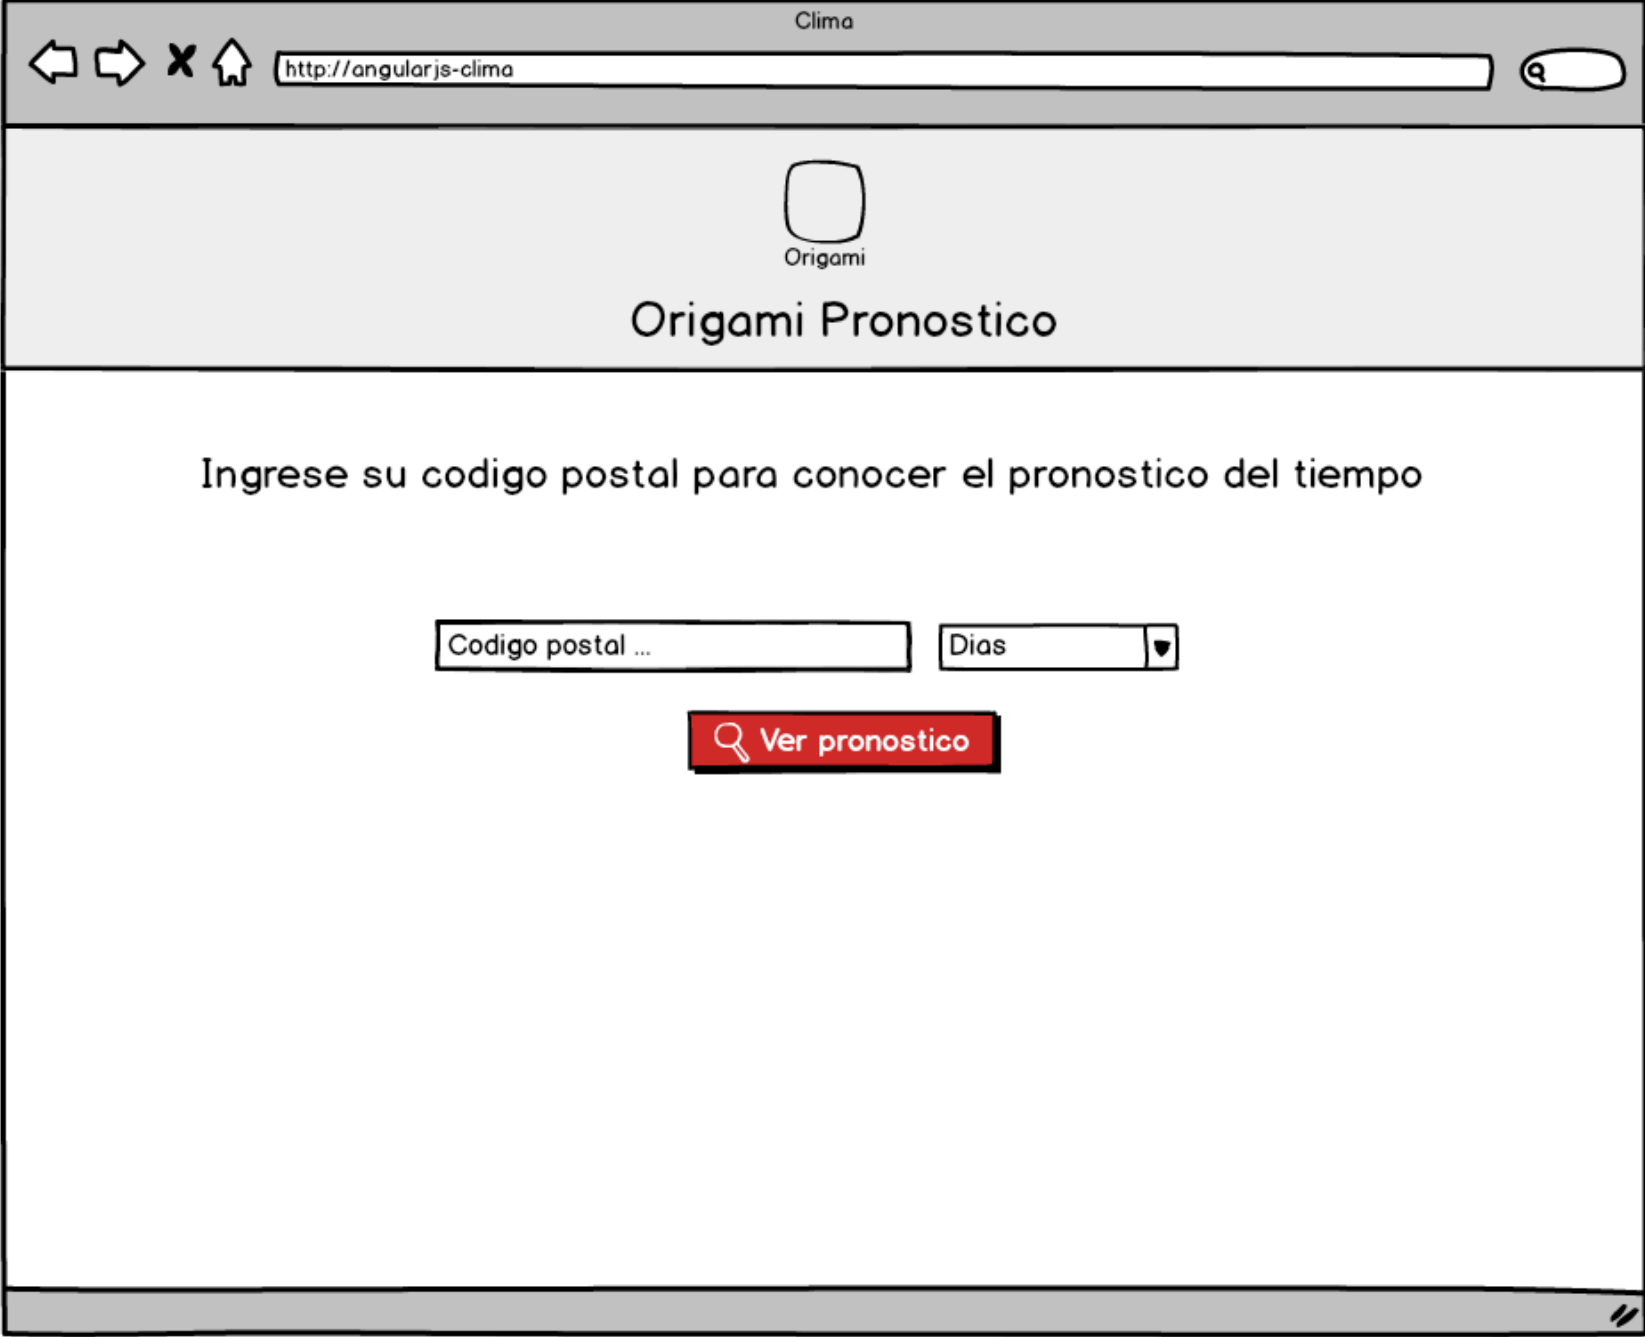 Clima
http://angularjs-clima
Origami
Origami Pronostico
Ingrese su codigo postal para conocer el pronostico del tiempo
Codigo postal ...
Dias
Ver pronostico